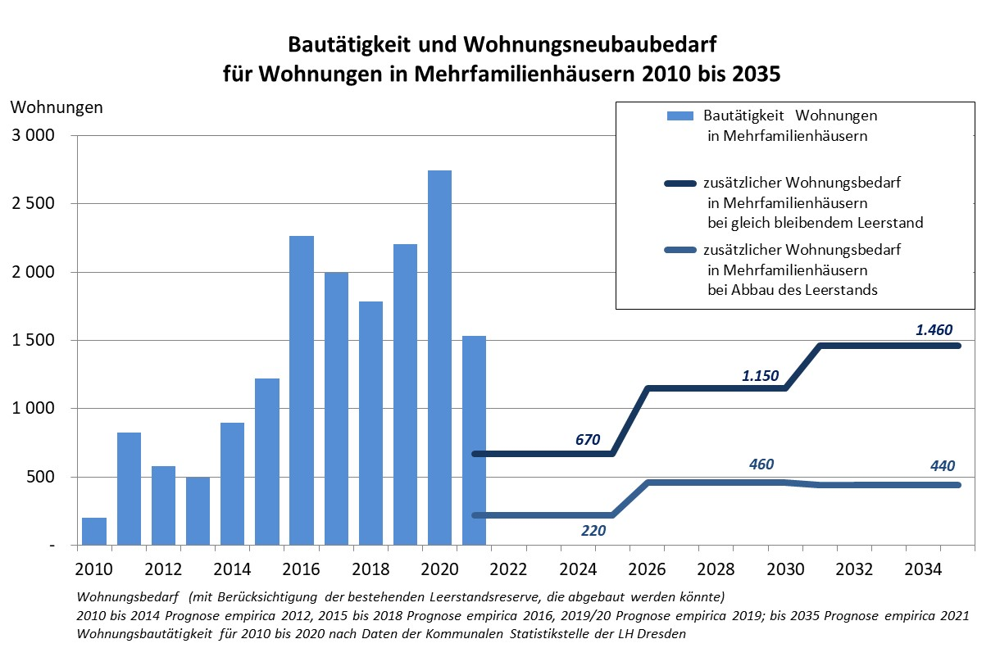 Bautätigkeit und Wohnungsneubaubedarf
für Wohnungen in Mehrfamilienhäusern 2010 bis 2035
Wohnungen
Bautätigkeit Wohnungen
in Mehrfamilienhäusern
zusätzlicher Wohnungsbedarf
in Mehrfamilienhäusern
bei gleich bleibendem Leerstand
zusätzlicher Wohnungsbedarf
in Mehrfamilienhäusern
bei Abbau des Leerstands
3 000
2 500
2 000
1 500
1 000
500
-
1.460
1.150
670
460
440
220
2010 2012 2014 2016 2018 2020 2022 2024 2026 2028 2030 2032 2034
Wohnungsbedarf (mit Berücksichtigung der bestehenden Leerstandsreserve, die abgebaut werden könnte)
2010 bis 2014 Prognose empirica 2012, 2015 bis 2018 Prognose empirica 2016, 2019/20 Prognose empirica 2019; bis 2035 Prognose empirica 2021
Wohnungsbautätigkeit für 2010 bis 2020 nach Daten der Kommunalen Statistikstelle der LH Dresden